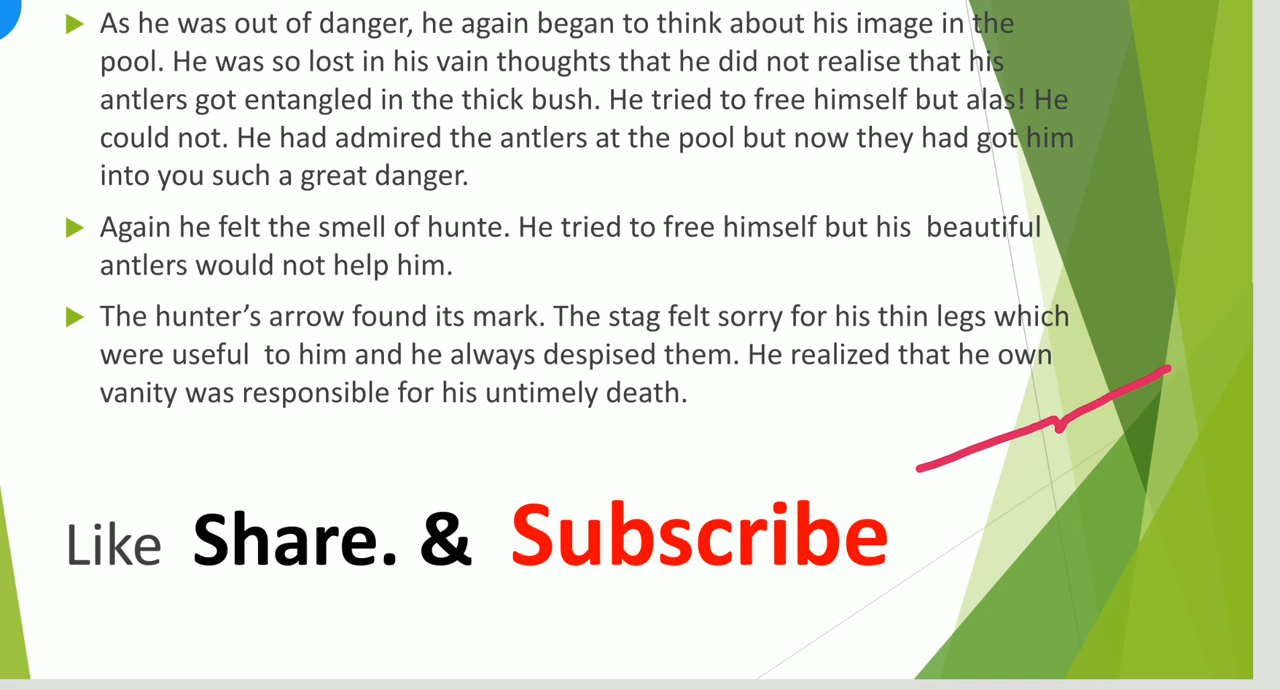 As he was out of danger, he again began to think about his image in the
pool. He was so lost in his vain thoughts that he did not realise that his
antlers got entangled in the thick bush. He tried to free himself but alas! He
could not. He had admired the antlers at the pool but now they had got him
into you such a great danger.
Again he felt the smell of hunte. He tried to free himself but his  beautiful
antlers would not help him.
The hunter’s arrow found its mark. The stag felt sorry for his thin legs which
were useful  to him and he always despised them. He realized that he own
vanity was responsible for his untimely death.
Like Share. & Subscribe